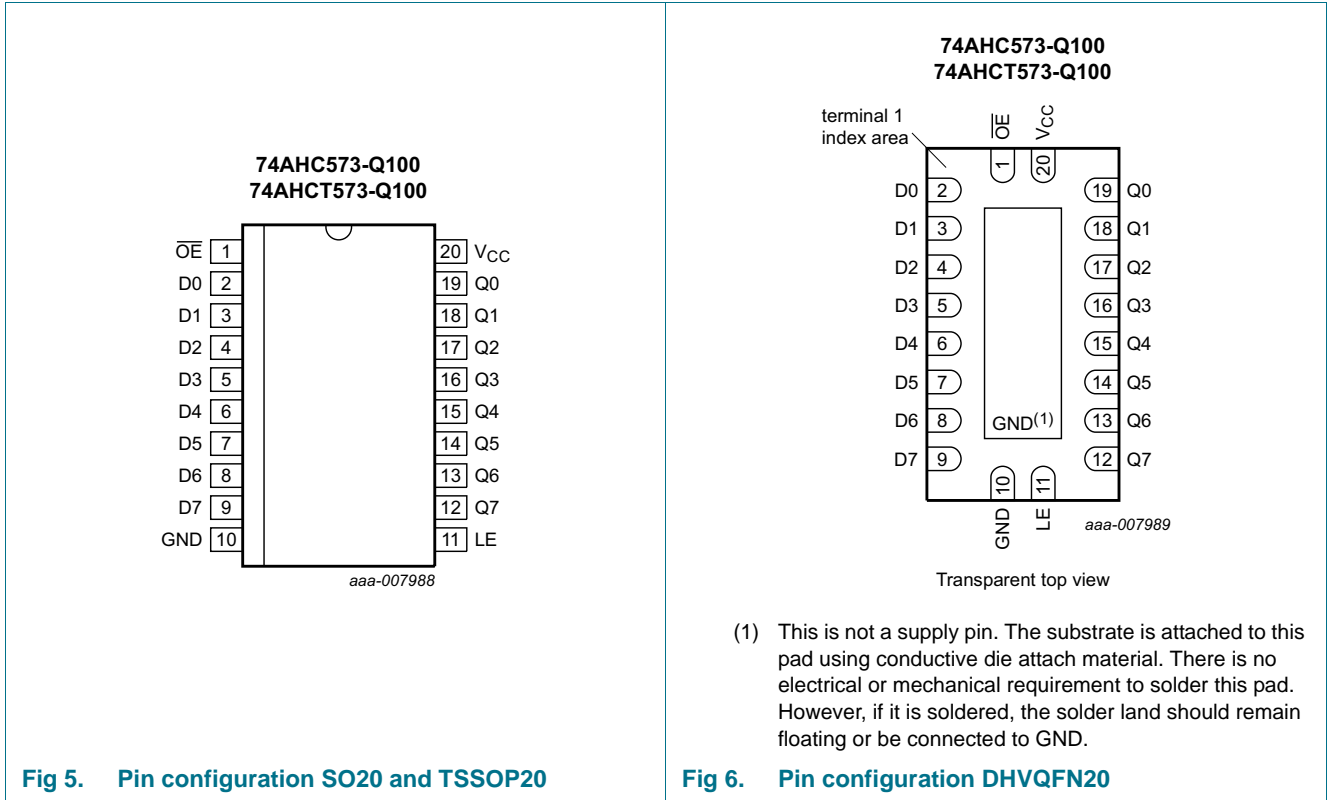 74AHC573-Q100
74AHCT573-Q100
OE 1 20 VCC
D0 2 19 Q0
D1 3 18 Q1
D2 4 17 Q2
D3 5 16 Q3
D4 6 15 Q4
D5 7 14 Q5
D6 8 13 Q6
D7 9 12 Q7
GND 10 11 LE
aaa-007988
Fig 5. Pin configuration SO20 and TSSOP20
74AHC573-Q100
74AHCT573-Q100
terminal 1
index area
OE VCC
1 20
D0 2 19 Q0
D1 3 18 Q1
D2 4 17 Q2
D3 5 16 Q3
D4 6 15 Q4
D5 7 14 Q5
D6 8 GND(1) 13 Q6
D7 9 12 Q7
10 11
GND LE
aaa-007989
Transparent top view
(1) This is not a supply pin. The substrate is attached to this
pad using conductive die attach material. There is no
electrical or mechanical requirement to solder this pad.
However, if it is soldered, the solder land should remain
floating or be connected to GND.
Fig 6. Pin configuration DHVQFN20